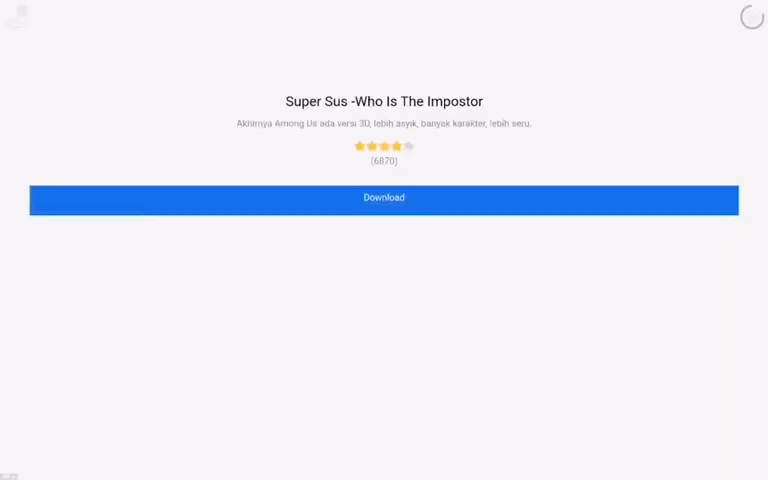 Super Sus -Who Is The Impostor
Akhirnya Among Us ada versi 3D, lebih asyik, banyak karakter, lebih seru.
(6870)
Download